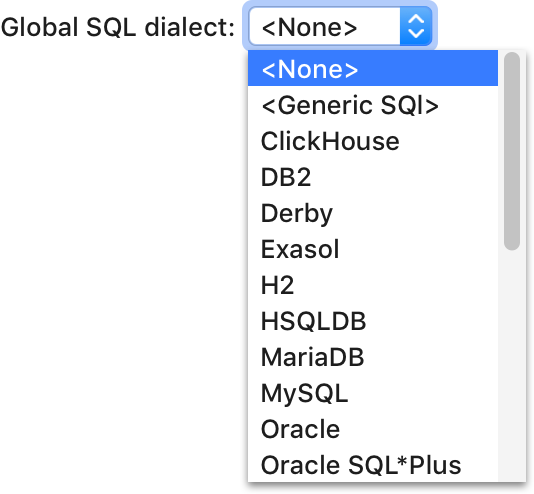 Global SQL dialect: <None>
<None>
<Generic SQl>
ClickHouse
DB2
Derby
Exasol
H2
HSQLDB
MariaDB
MySQL
Oracle
Oracle SQL*Plus